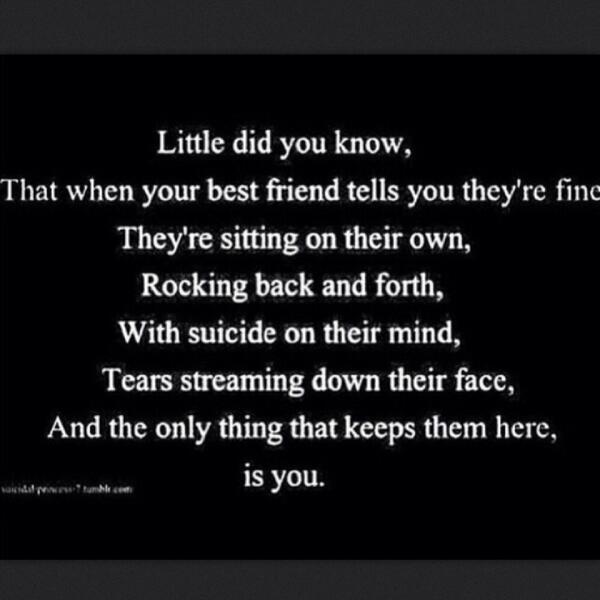 Little did you know,
That when your best friend tells you they're fine
They're sitting on their own,
Rocking back and forth,
With suicide on their mind,
Tears streaming down their face,
And the only thing that keeps them here,
is you.